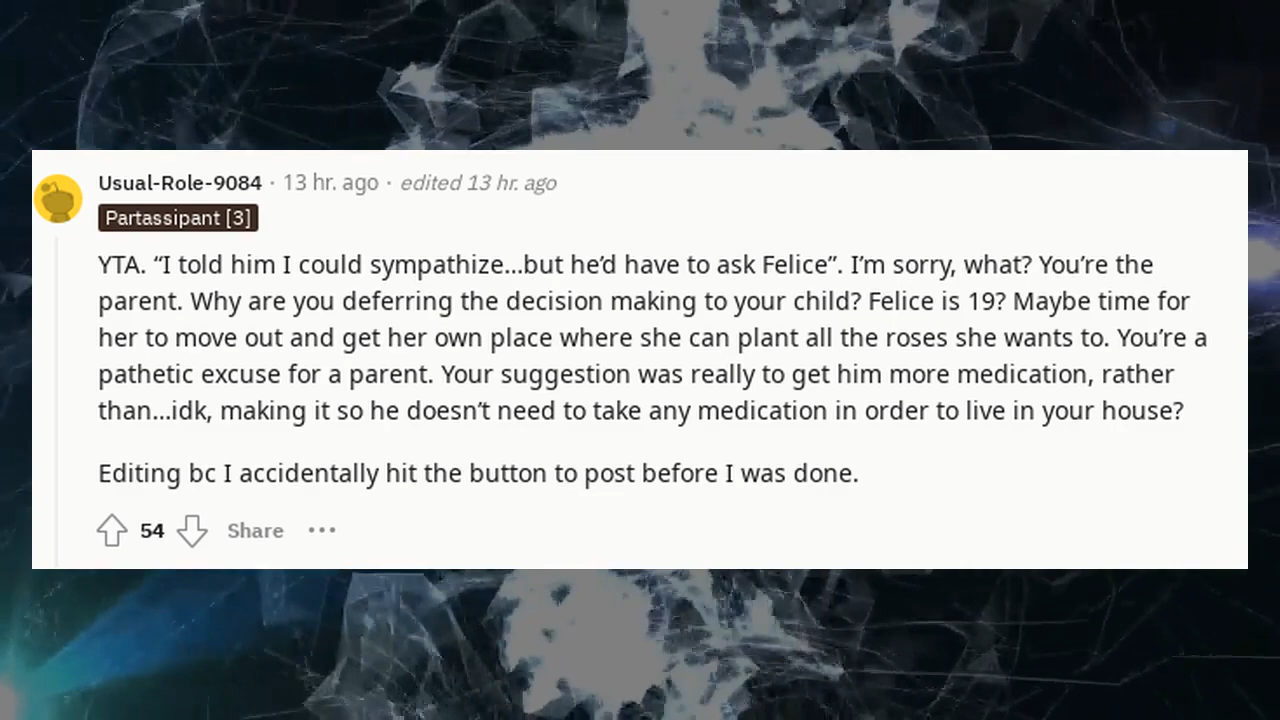 Usual-Role-9084 · 13 hr. ago · edited 13 hr. ago
Partassipant [3]
YTA. “I told him I could sympathize...but he’d have to ask Felice”. I’m sorry, what? You’re the
parent. Why are you deferring the decision making to your child? Felice is 19? Maybe time for
her to move out and get her own place where she can plant all the roses she wants to. You’re a
pathetic excuse for a parent. Your suggestion was really to get him more medication, rather
than...idk, making it so he doesn’t need to take any medication in order to live in your house?
Editing bc I accidentally hit the button to post before I was done.
54 Share ···